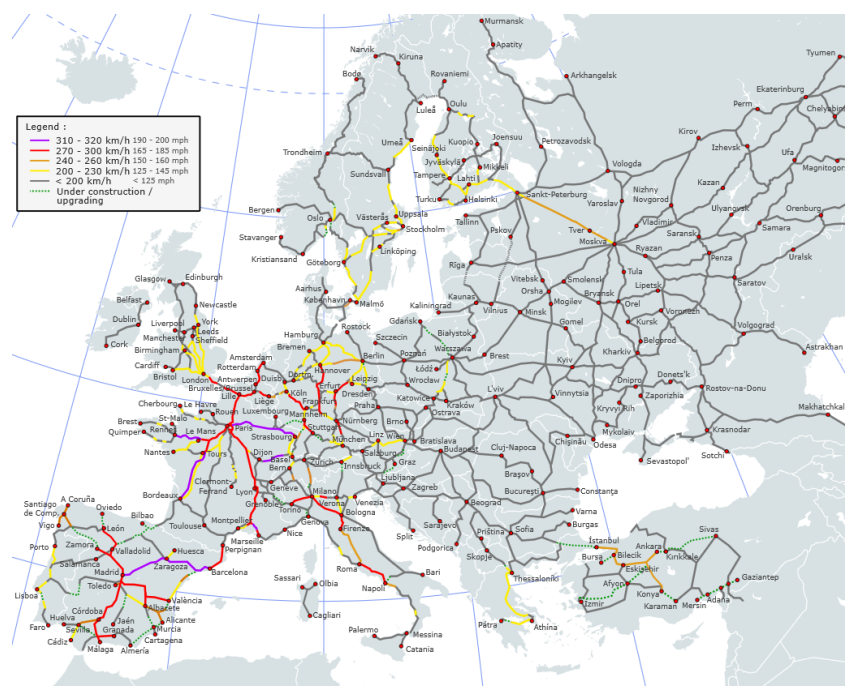 Legend :
310 - 320 km/h 190 - 200 mph
270 - 300 km/h 165 - 185 mph
240 - 260 km/h 150 - 160 mph
200 - 230 km/h 125 - 145 mph
< 200 km/h < 125 mph
Under construction /
upgrading
Murmansk
Apatity
Narvik
Kiruna
Bodø
Rovaniemi
Luleå
Oulu
Arkhangelsk
Tyumen
Ekaterinburg
Perm
Chelyabinsk
Umeå
Seinäjoki
Kuopio
Joensuu
Jyväskylä
Mikkeli
Tampere
Lahti
Turku
Helsinki
Petrozavodsk
Kirov
Izhevsk
Ufa
Magnitogorsk
Trondheim
Sundsvall
Vologda
Kazan
Sankt-Peterburg
Yaroslav
Nizhny
Novgorod
Ulyanovsk
Orenburg
Bergen
Oslo
Västerås
Uppsala
Stockholm
Tallinn
Pskov
Tver
Moskva
Vladimir
Saransk
Samara
Stavanger
Kristiansand
Göteborg
Linköping
Rīga
Ryazan
Penza
Uralsk
Glasgow
Edinburgh
Aarhus
København
Malmö
Kaliningrad
Kaunas
Vilnius
Vitebsk
Orsha
Smolensk
Mogilev
Minsk
Bryansk
Tula
Lipetsk
Orel
Saratov
Belfast
Newcastle
Dublin
Liverpool
York
Leeds
Manchester
Sheffield
Cork
Birmingham
Rostock
Gdańsk
Szczecin
Białystok
Gomel
Kursk
Voronezh
Volgograd
Hamburg
Bremen
Amsterdam
Rotterdam
Cardiff
Bristol
London
Antwerpen
Duisb
Dortm.
Hannover
Berlin
Poznań
Warszawa
Łódź
Brest
Kyiv
Belgorod
Kharkiv
Astrakhan
Bruxelles/Brussel
Lille
Liège
Köln
Erfurt
Leipzig
Dresden
Wrocław
Katowice
Kraków
Ostrava
L'viv
Vinnytsia
Dnipro
Donets'k
Zaporizhia
Rostov-na-Donu
Cherbourg
Le Havre
Rouen
Luxembourg
Frankfurt
Mannheim
Praha
Brno
Kryvyi Rih
Mykolaiv
Makhatchkala
Brest
St-Malo
Rennes
Quimper
Le Mans
Paris
Strasbourg
Stuttgart
Nürnberg
München
Linz
Wien
Bratislava
Chişinău
Odesa
Krasnodar
Sotchi
Sevastopol'
Nantes
Tours
Dijon
Basel
Bern
Zürich
Innsbruck
Salzburg
Graz
Budapest
Cluj-Napoca
Braşov
Bucureşti
Constanța
Clermont-
Ferrand
Lyon
Genève
Grenoble
Torino
Milano
Verona
Venezia
Bologna
Ljubljana
Zagreb
Beograd
Varna
Burgas
Bordeaux
Toulouse
Montpellier
Marseille
Perpignan
Nice
Genova
Firenze
Split
Sarajevo
Podgorica
Priština
Skopje
Sofia
Santiago
de Comp.
A Coruña
Vigo
Oviedo
León
Bilbao
Porto
Zamora
Valladolid
Salamanca
Huesca
Zaragoza
Madrid
Toledo
Barcelona
Lisboa
València
Albazete
Alicante
Murcia
Cartagena
Huelva
Faro
Sevilla
Cádiz
Córdoba
Jaén
Granada
Málaga
Almería
Sassari
Olbia
Cagliari
Roma
Napoli
Bari
Palermo
Messina
Catania
Thessaloniki
Pátra
Athína
İstanbul
Bursa
Bilecik
Eskişehir
Ankara
Kırıkkale
Sivas
Afyon
Konya
İzmir
Karaman
Mersin
Adana
Gaziantep